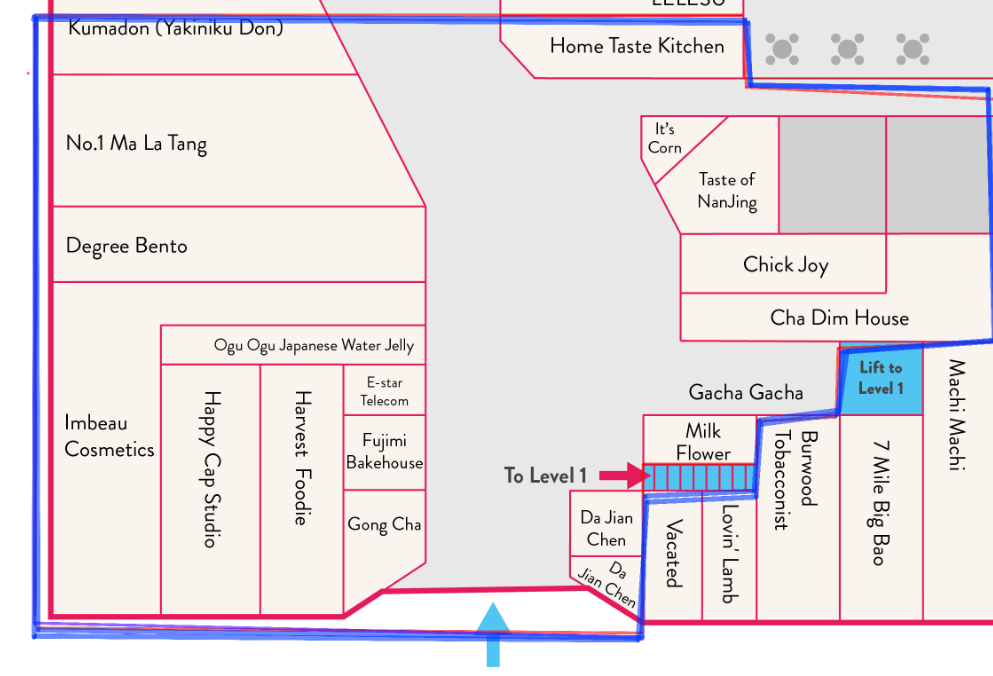 LELESU
Kumadon (Yakiniku Don)
Home Taste Kitchen
No.1 Ma La Tang
It's
Corn
Taste of
NanJing
Degree Bento
Chick Joy
Cha Dim House
Ogu Ogu Japanese Water Jelly
Lift to
Level 1
Machi Machi
E-star
Telecom
Gacha Gacha
Imbeau
Cosmetics
Happy Cap Studio
Harvest Foodie
Fujimi
Bakehouse
Milk
Flower
Burwood
Tobacconist
7 Mile Big Bao
To Level 1
Gong Cha
Da Jian
Chen
Vacated
Lovin' Lamb
Da
Jian Chen